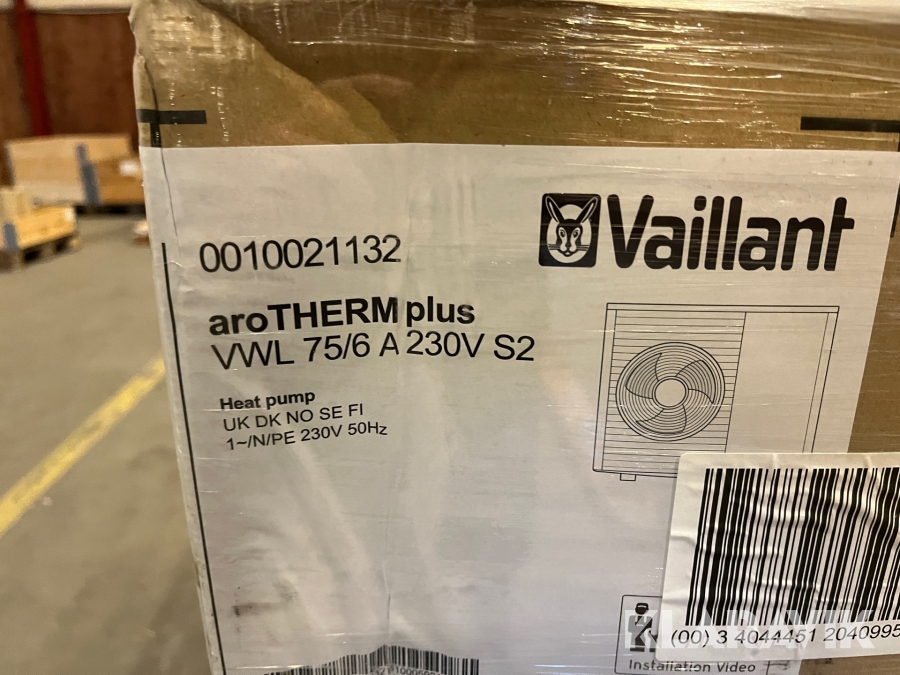 Vaillant
0010021132
aroTHERM plus
VWL 75/6 A 230V S2
Heat pump
UK DK NO SE FI
1~/N/PE 230V 50Hz
(00) 3 4044451 2040995
Installation Video
KLARAVIK